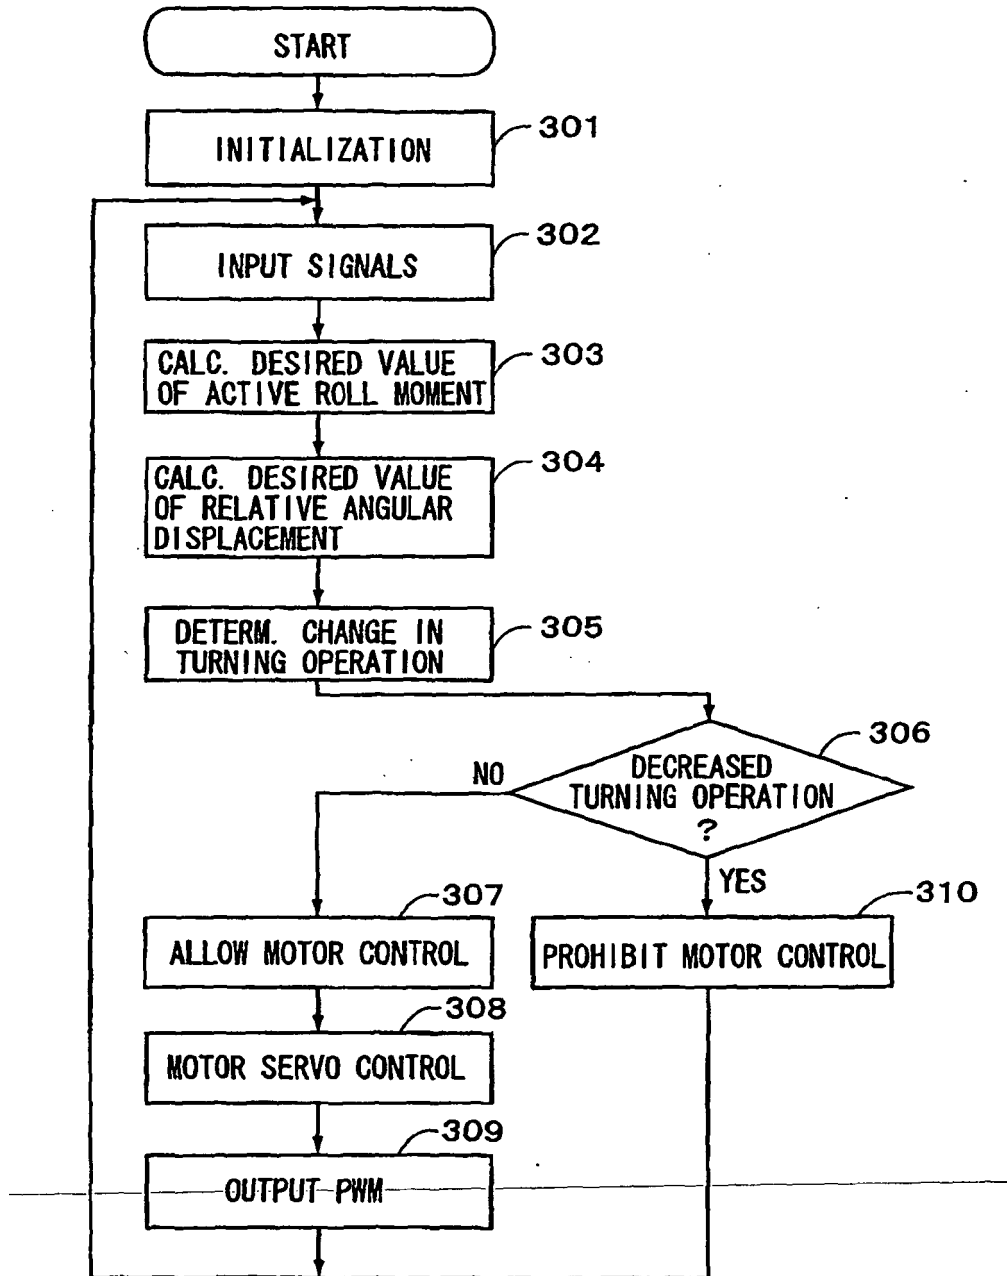 START
INITIALIZATION
301
INPUT SIGNALS
302
CALC. DESIRED VALUE
OF ACTIVE ROLL MOMENT
303
CALC. DESIRED VALUE
OF RELATIVE ANGULAR
DISPLACEMENT
304
DETERM. CHANGE IN
TURNING OPERATION
305
DECREASED
TURNING OPERATION
?
306
NO
YES
ALLOW MOTOR CONTROL
307
PROHIBIT MOTOR CONTROL
310
MOTOR SERVO CONTROL
308
OUTPUT PWM
309